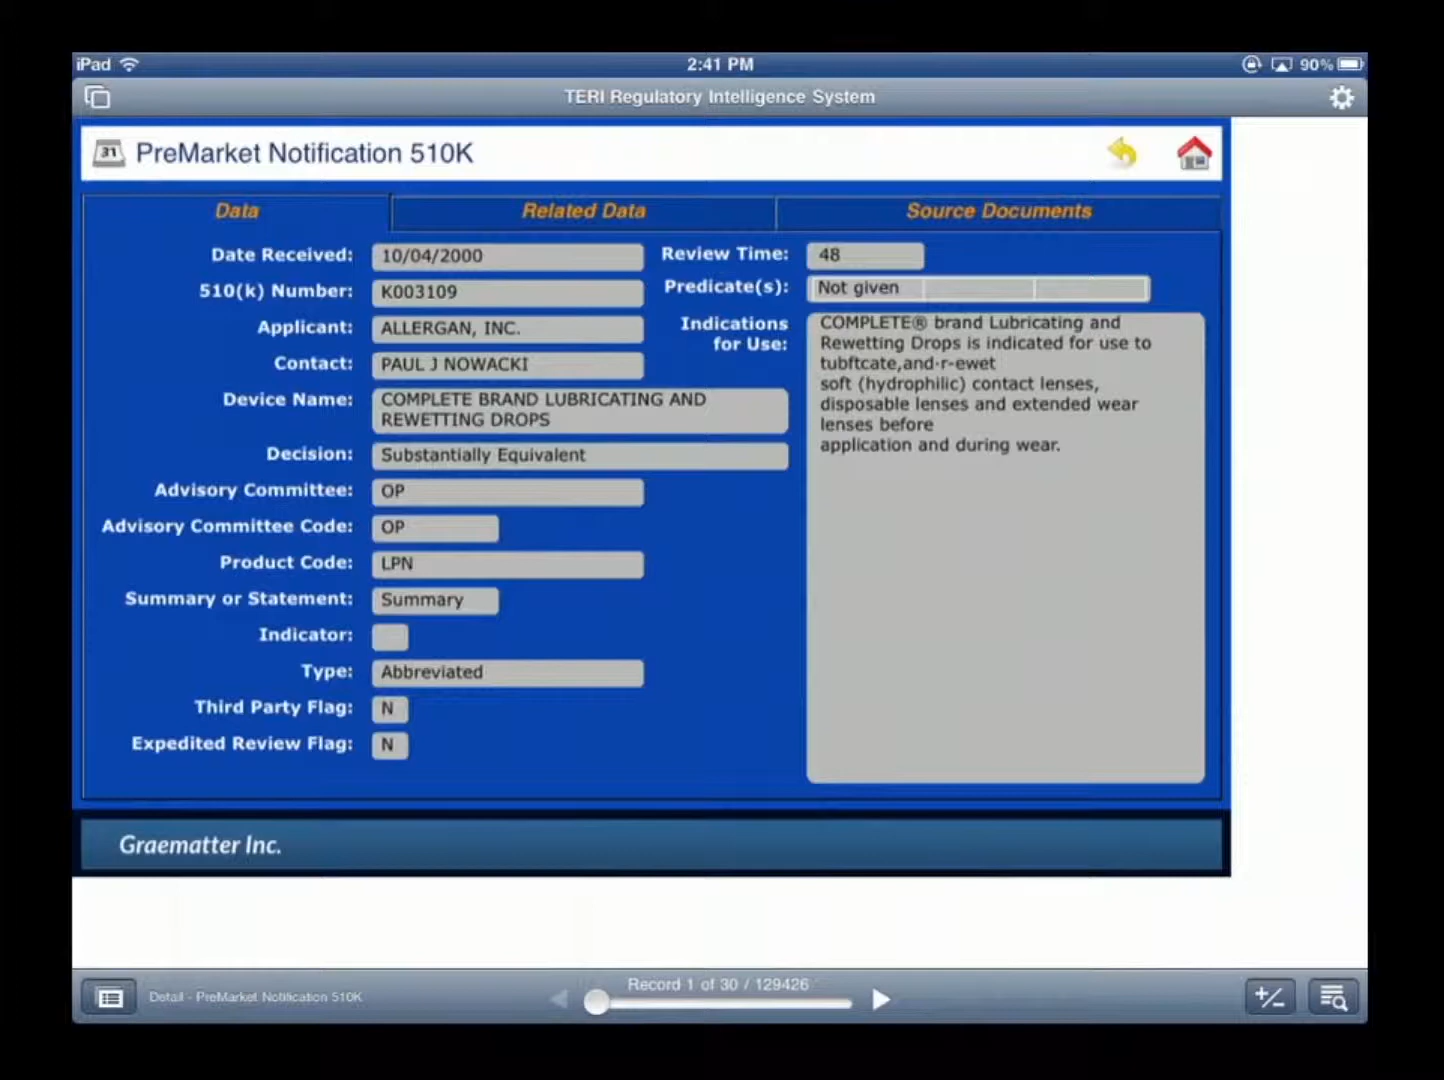 iPad
2:41 PM
90%
TERI Regulatory Intelligence System
31 PreMarket Notification 510K
Data
Related Data
Source Documents
Date Received: 10/04/2000
510(k) Number: K003109
Applicant: ALLERGAN, INC.
Contact: PAUL J NOWACKI
Device Name: COMPLETE BRAND LUBRICATING AND
REWETTING DROPS
Decision: Substantially Equivalent
Advisory Committee: OP
Advisory Committee Code: OP
Product Code: LPN
Summary or Statement: Summary
Indicator:
Type: Abbreviated
Third Party Flag: N
Expedited Review Flag: N
Review Time: 48
Predicate(s): Not given
Indications
for Use:
COMPLETE® brand Lubricating and
Rewetting Drops is indicated for use to
tubftcate,and·r-ewet
soft (hydrophilic) contact lenses,
disposable lenses and extended wear
lenses before
application and during wear.
Graematter Inc.
Detail - PreMarket Notification 510K
Record 1 of 30 / 129426